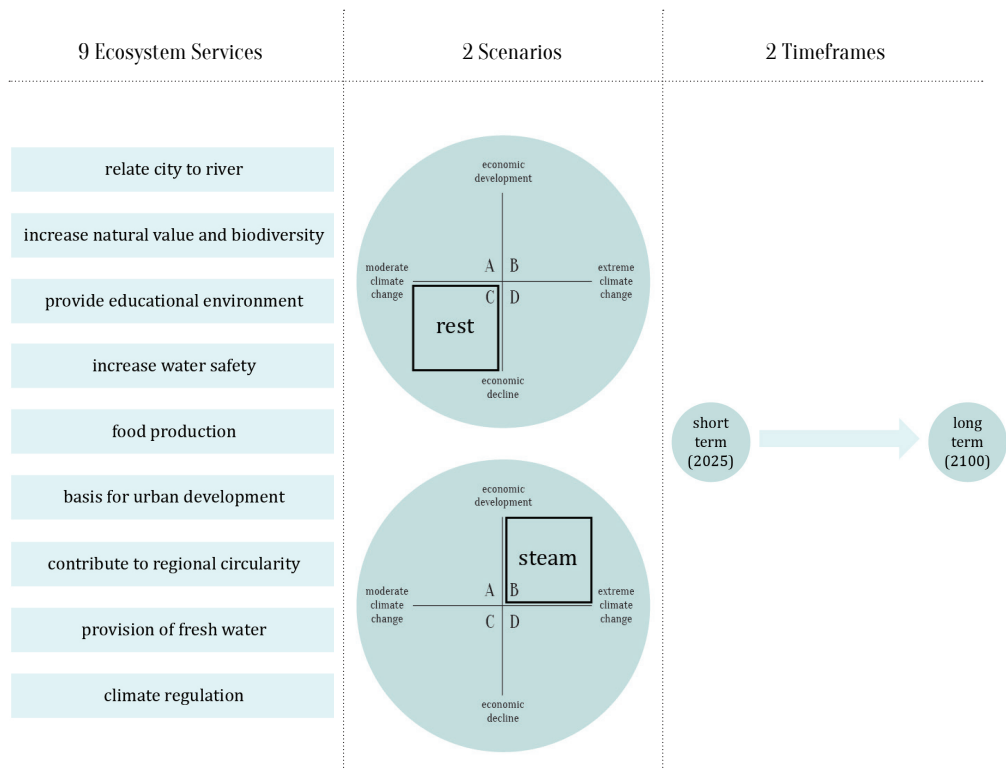 9 Ecosystem Services
2 Scenarios
2 Timeframes
relate city to river
increase natural value and biodiversity
provide educational environment
increase water safety
food production
basis for urban development
contribute to regional circularity
provision of fresh water
climate regulation
economic
development
moderate
climate
change
A B
C D
extreme
climate
change
rest
economic
decline
economic
development
steam
moderate
climate
change
A B
C D
extreme
climate
change
economic
decline
short
term
(2025)
long
term
(2100)